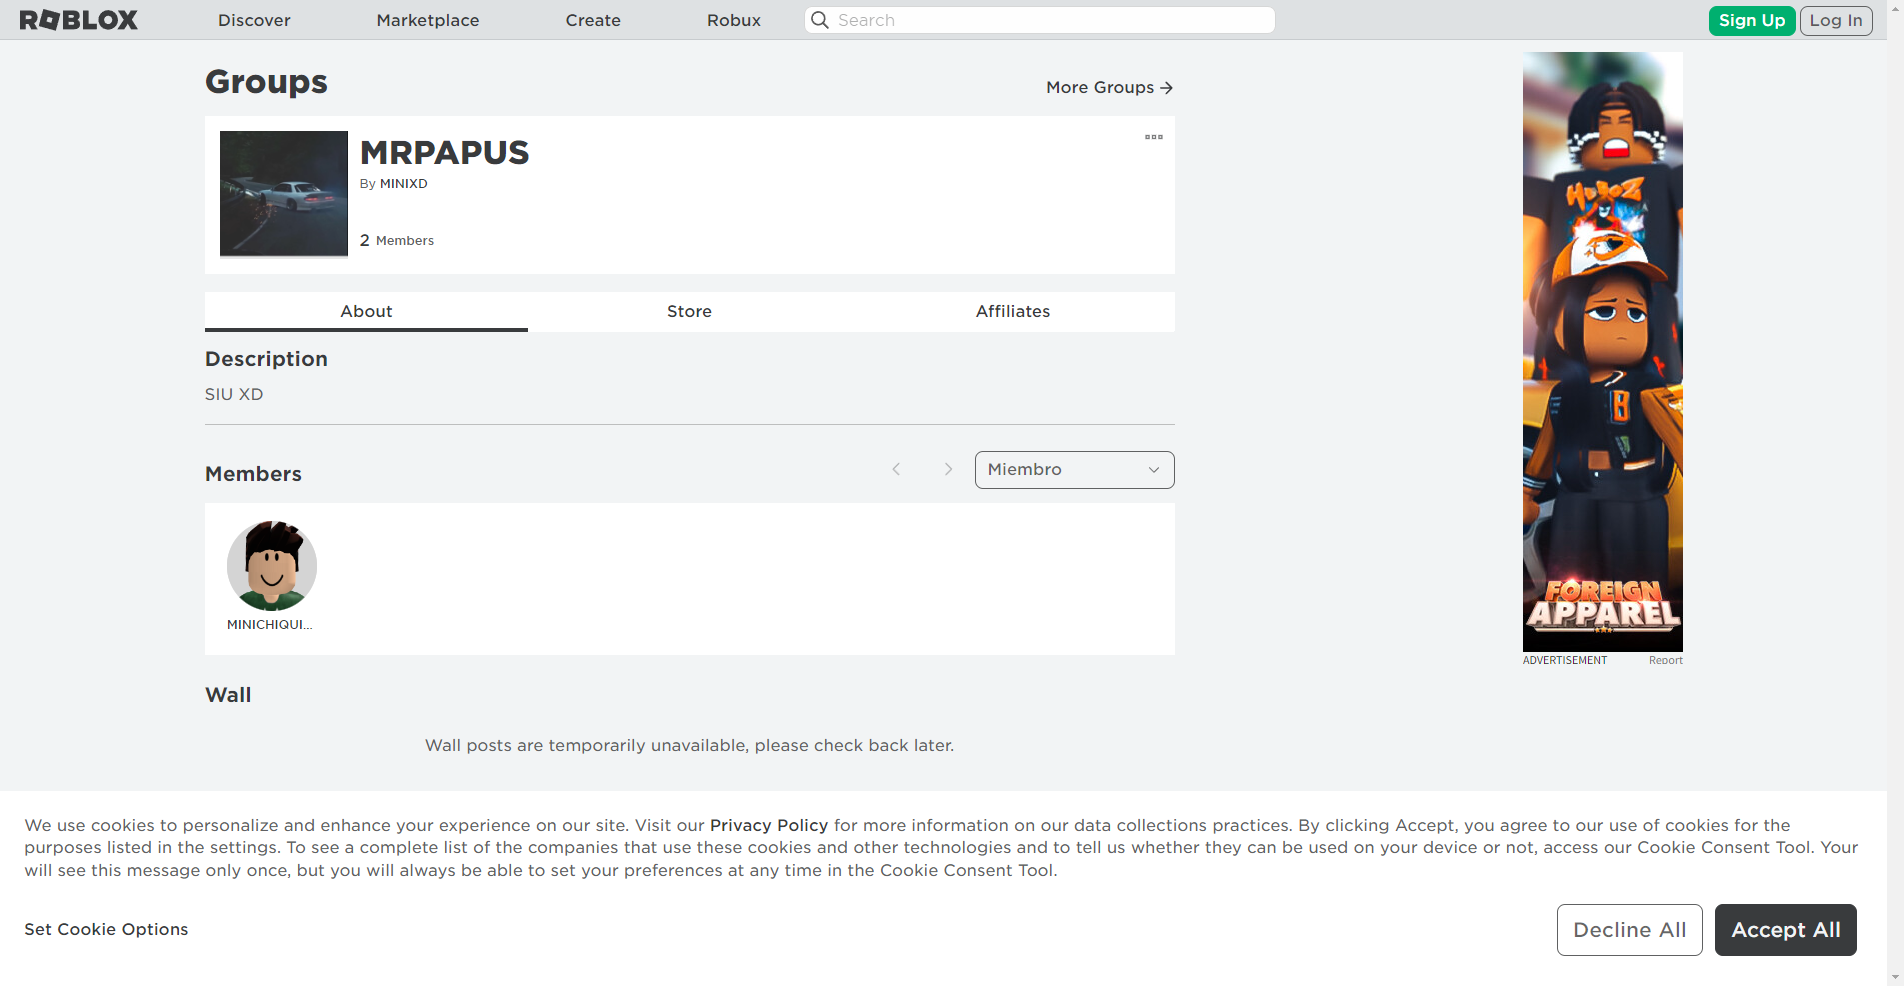 ROBLOX
Discover
Marketplace
Create
Robux
Search
Sign Up
Log In
Groups
More Groups
MRPAPUS
By MINIXD
2 Members
About
Store
Affiliates
Description
SIU XD
Members
Miembro
MINICHIQUI...
Wall
Wall posts are temporarily unavailable, please check back later.
HUROZ
B
FOREIGN
APPAREL
ADVERTISEMENT
Report
We use cookies to personalize and enhance your experience on our site. Visit our Privacy Policy for more information on our data collections practices. By clicking Accept, you agree to our use of cookies for the
purposes listed in the settings. To see a complete list of the companies that use these cookies and other technologies and to tell us whether they can be used on your device or not, access our Cookie Consent Tool. Your
will see this message only once, but you will always be able to set your preferences at any time in the Cookie Consent Tool.
Set Cookie Options
Decline All
Accept All